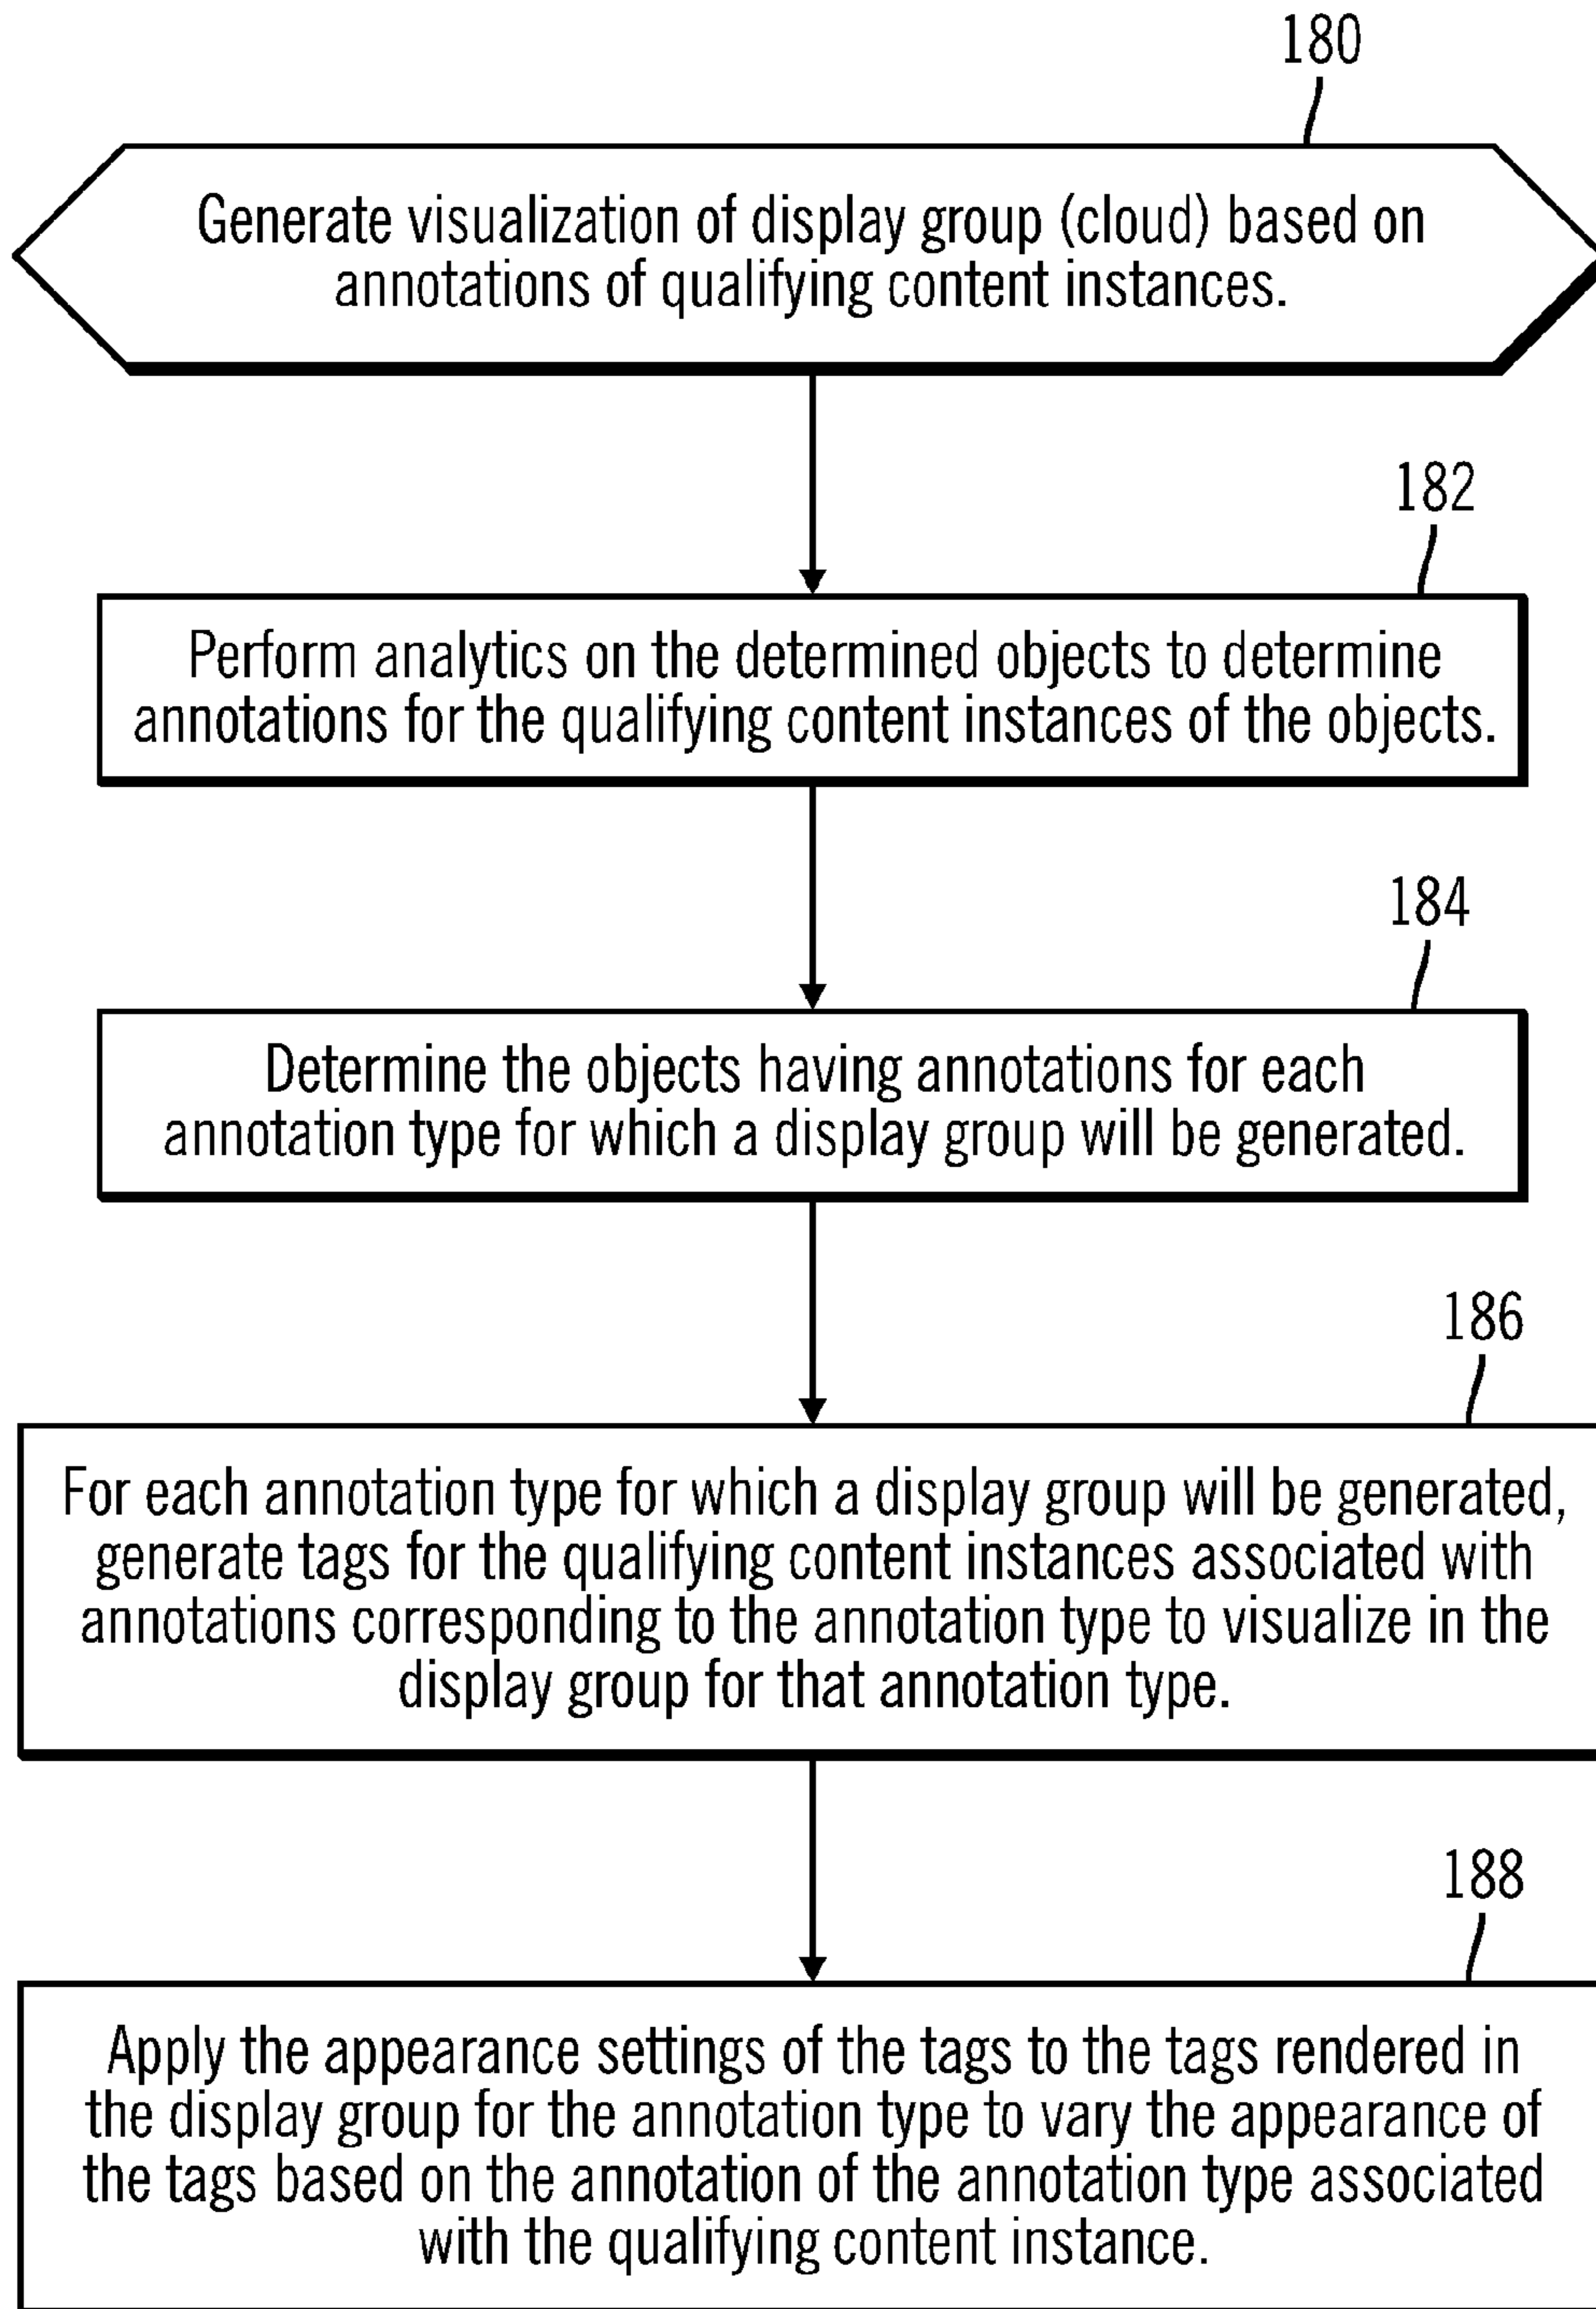 180
Generate visualization of display group (cloud) based on
annotations of qualifying content instances.
182
Perform analytics on the determined objects to determine
annotations for the qualifying content instances of the objects.
184
Determine the objects having annotations for each
annotation type for which a display group will be generated.
186
For each annotation type for which a display group will be generated,
generate tags for the qualifying content instances associated with
annotations corresponding to the annotation type to visualize in the
display group for that annotation type.
188
Apply the appearance settings of the tags to the tags rendered in
the display group for the annotation type to vary the appearance of
the tags based on the annotation of the annotation type associated
with the qualifying content instance.